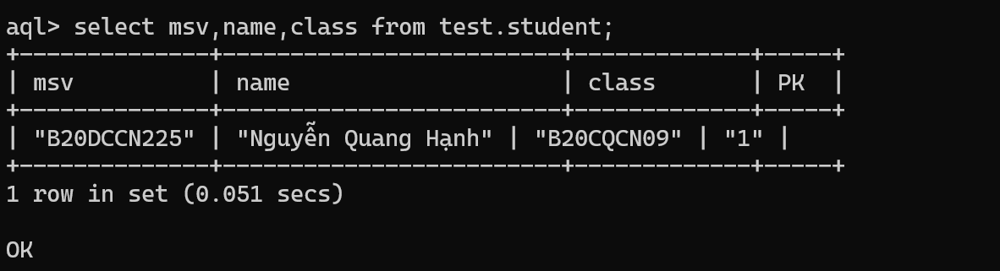 aql> select msv,name,class from test.student;
+--------------+-------------------------+-------------+-----+
| msv          | name                    | class       | PK  |
+--------------+-------------------------+-------------+-----+
| "B20DCCN225" | "Nguyễn Quang Hạnh" | "B20CQCN09" | "1" |
+--------------+-------------------------+-------------+-----+
1 row in set (0.051 secs)
OK